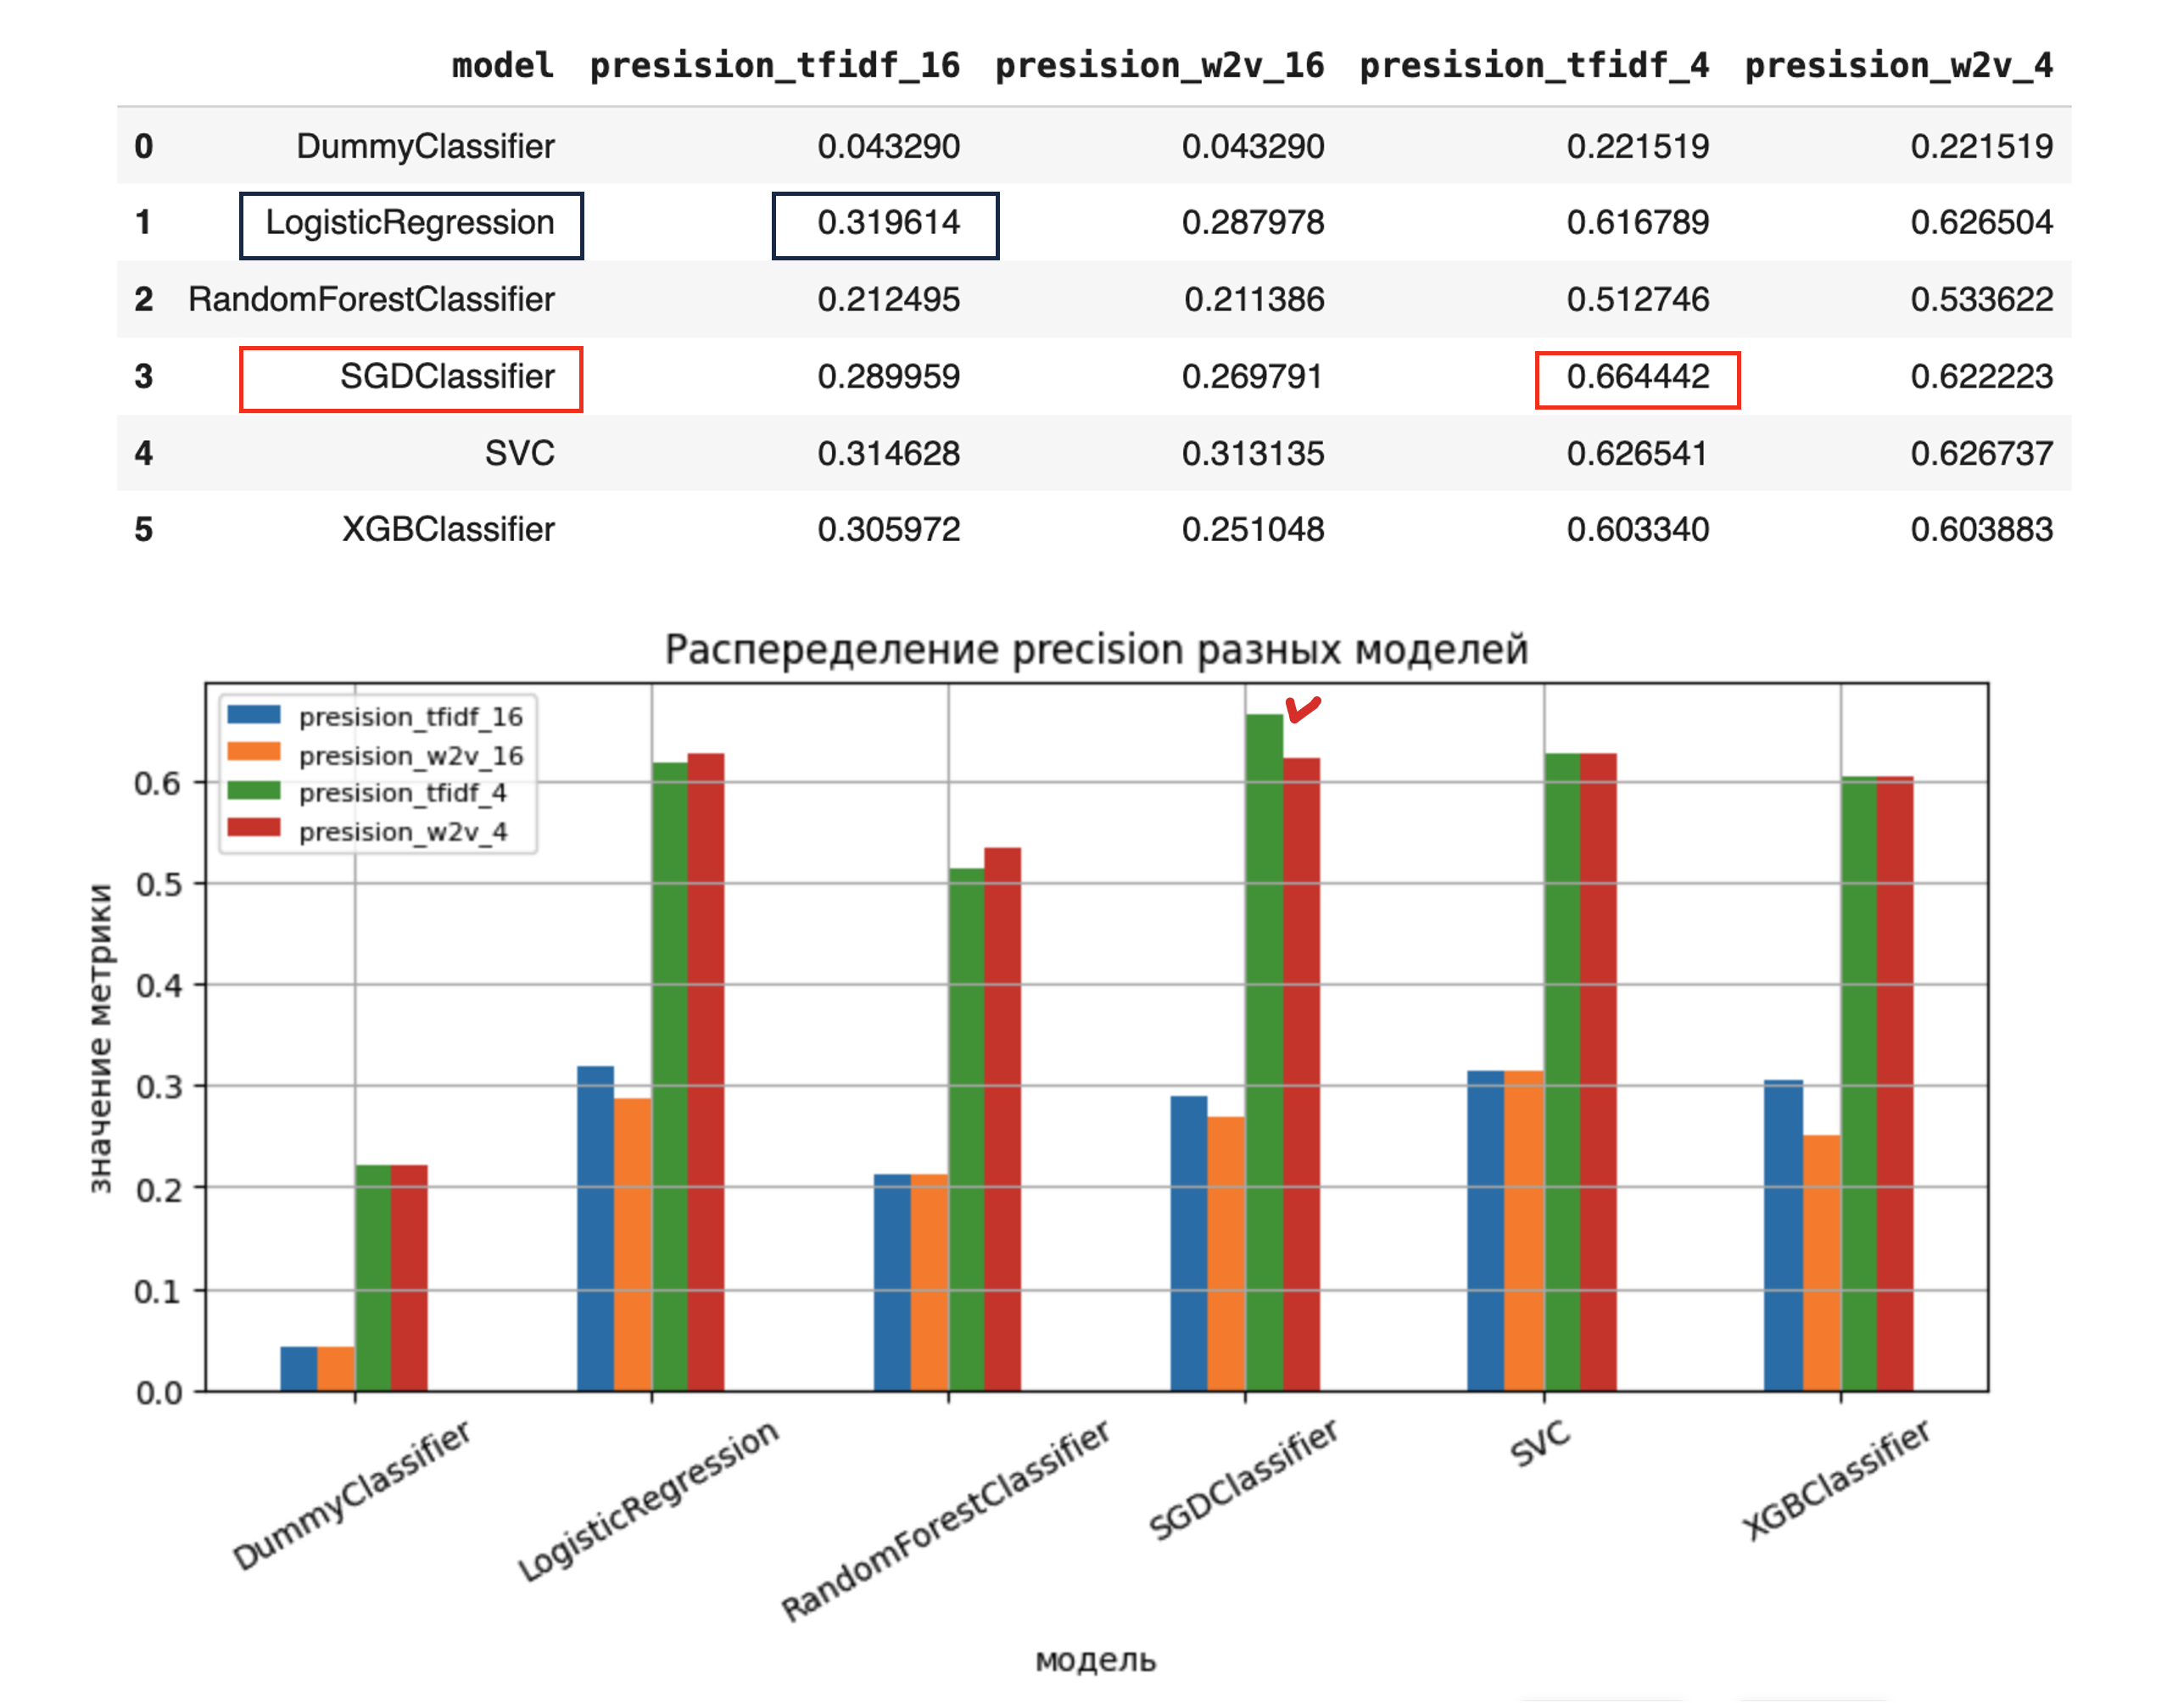 model presision_tfidf_16 presision_w2v_16 presision_tfidf_4 presision_w2v_4
0 DummyClassifier 0.043290 0.043290 0.221519 0.221519
1 LogisticRegression 0.319614 0.287978 0.616789 0.626504
2 RandomForestClassifier 0.212495 0.211386 0.512746 0.533622
3 SGDClassifier 0.289959 0.269791 0.664442 0.622223
4 SVC 0.314628 0.313135 0.626541 0.626737
5 XGBClassifier 0.305972 0.251048 0.603340 0.603883
Распеределение precision разных моделей
presision_tfidf_16
presision_w2v_16
presision_tfidf_4
presision_w2v_4
значение метрики
0.6
0.5
0.4
0.3
0.2
0.1
0.0
DummyClassifier
LogisticRegression
RandomForestClassifier
SGDClassifier
SVC
XGBClassifier
модель